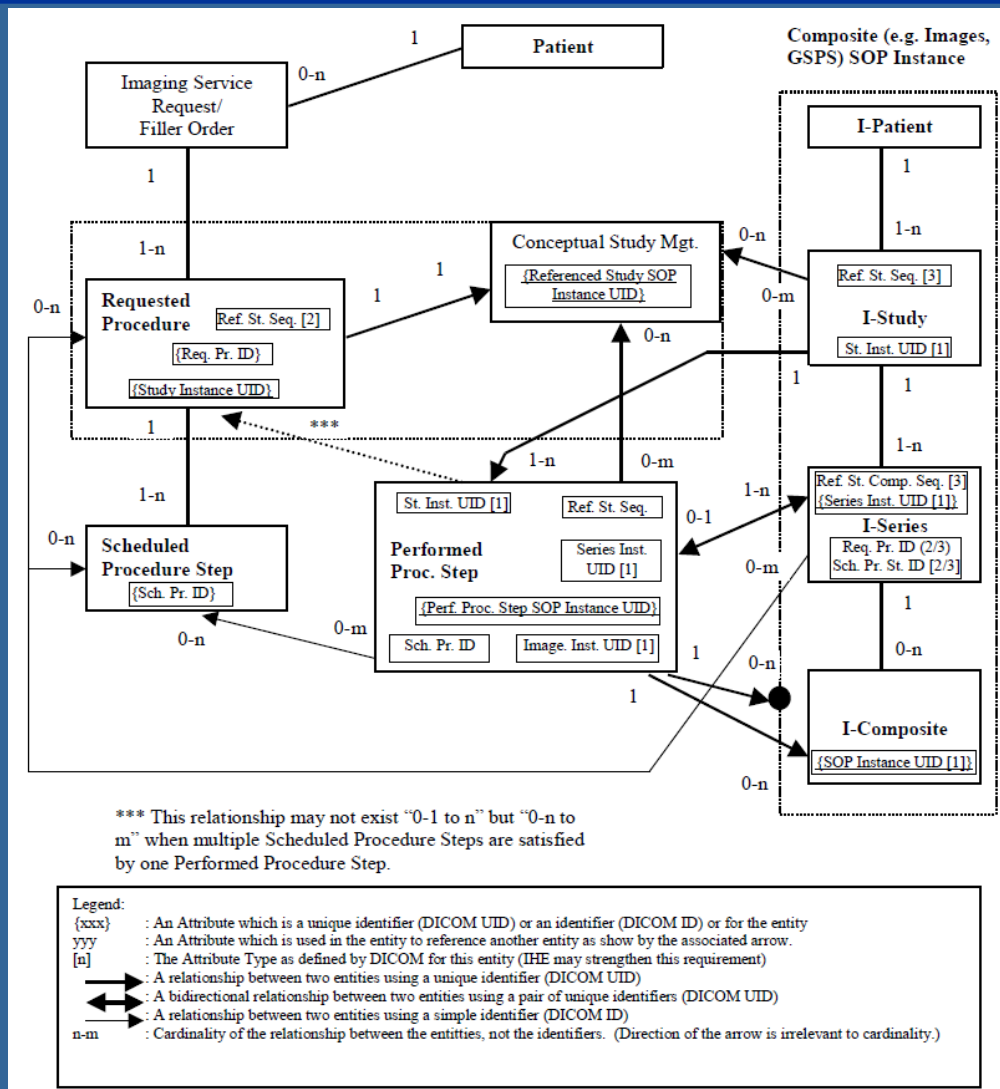 Composite (e.g. Images,
GSPS) SOP Instance
1
Patient
0-n
Imaging Service
Request/
Filler Order
I-Patient
1
1
1-n
1-n
Conceptual Study Mgt.
{Referenced Study SOP
Instance UID}
0-n
Ref. St. Seq. [3]
0-m
I-Study
St. Inst. UID [1]
0-n
Requested
Procedure
Ref. St. Seq. [2]
{Req. Pr. ID}
{Study Instance UID}
1
1
0-n
1
1
1
***
1-n
0-m
1-n
1-n
St. Inst. UID [1]
Ref. St. Seq.
Performed
Proc. Step
Series Inst.
UID [1]
{Perf. Proc. Step SOP Instance UID}
Sch. Pr. ID
Image. Inst. UID [1]
0-1
1-n
0-m
Ref. St. Comp. Seq. [3]
{Series Inst. UID [1]}
I-Series
Req. Pr. ID (2/3)
Sch. Pr. St. ID [2/3]
0-n
Scheduled
Procedure Step
{Sch. Pr. ID}
0-n
0-m
1
0-n
1
0-n
1
0-n
I-Composite
{SOP Instance UID [1]}
*** This relationship may not exist “0-1 to n” but “0-n to
m” when multiple Scheduled Procedure Steps are satisfied
by one Performed Procedure Step.
Legend:
{xxx} : An Attribute which is a unique identifier (DICOM UID) or an identifier (DICOM ID) or for the entity
yyy : An Attribute which is used in the entity to reference another entity as show by the associated arrow.
[n] : The Attribute Type as defined by DICOM for this entity (IHE may strengthen this requirement)
: A relationship between two entities using a unique identifier (DICOM UID)
: A bidirectional relationship between two entities using a pair of unique identifiers (DICOM UID)
: A relationship between two entities using a simple identifier (DICOM ID)
n-m : Cardinality of the relationship between the entitties, not the identifiers. (Direction of the arrow is irrelevant to cardinality.)